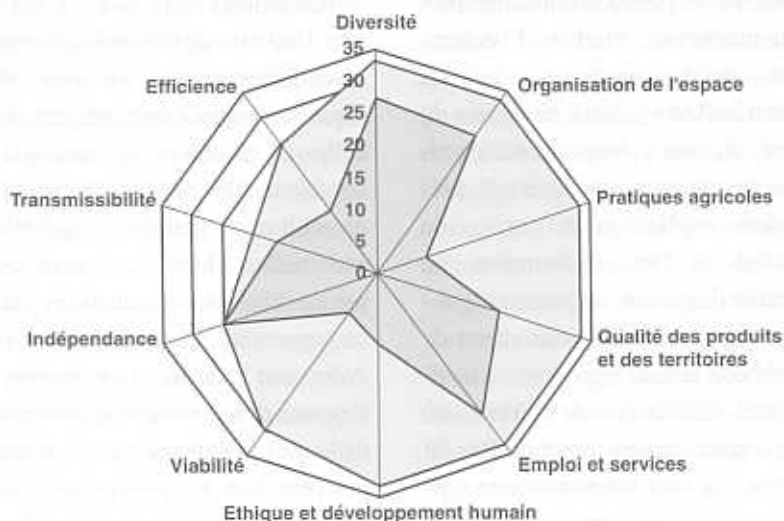 Diversité
35
30
25
20
15
10
5
0
Organisation de l'espace
Pratiques agricoles
Qualité des produits
et des territoires
Emploi et services
Ethique et développement humain
Viabilité
Indépendance
Transmissibilité
Efficience